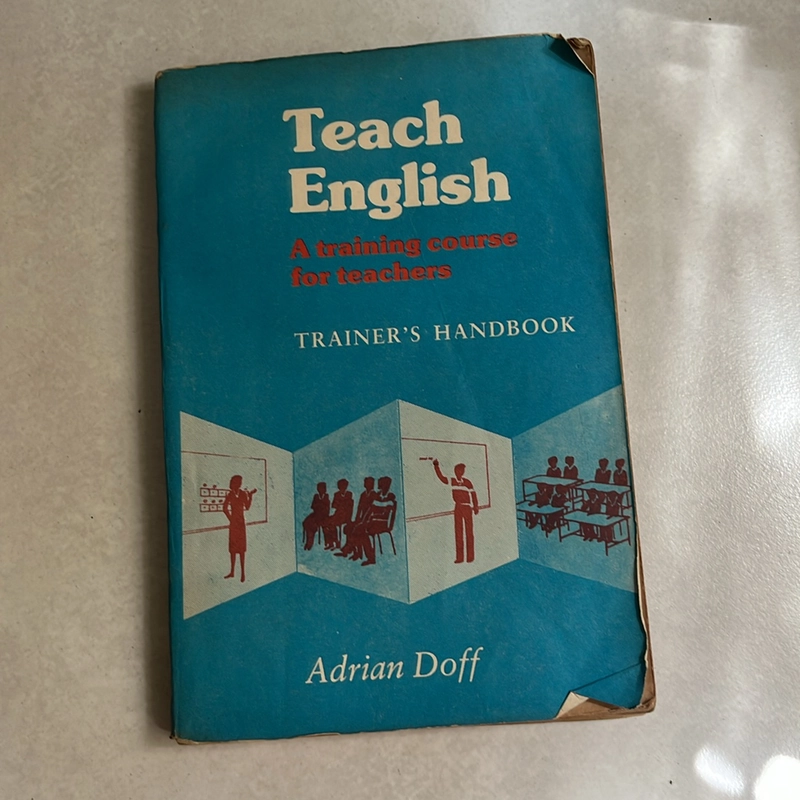 Teach
English
A training course
for teachers
TRAINER'S HANDBOOK
Adrian Doff